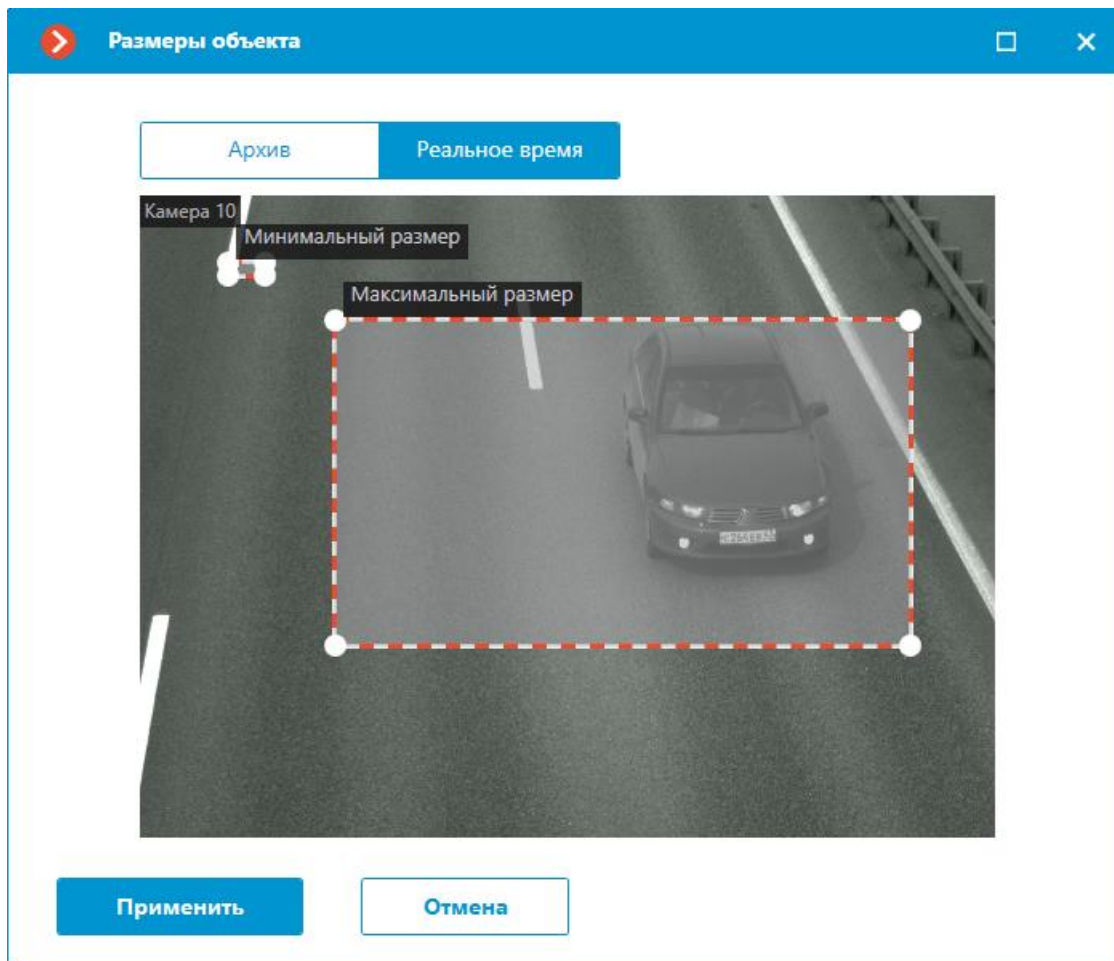 Размеры объекта
Архив
Реальное время
Камера 10
Минимальный размер
Максимальный размер
Применить
Отмена